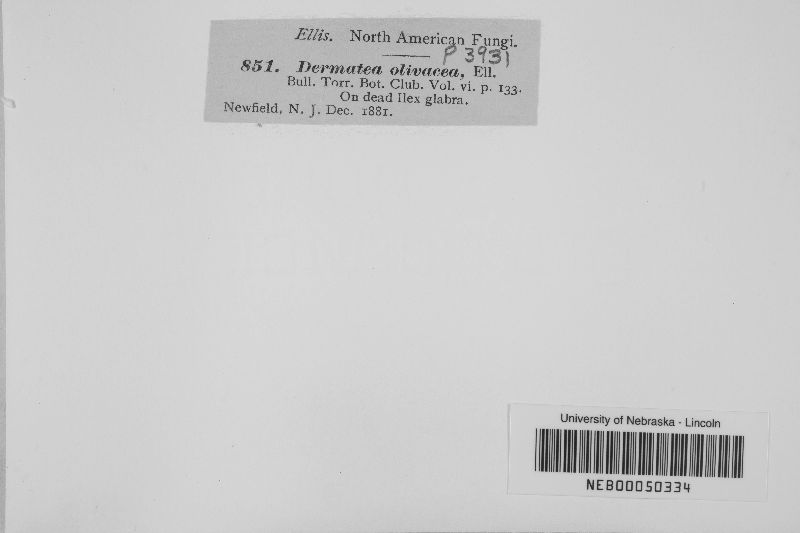 Ellis. North American Fungi.
P 3931
851. Dermatea olivacea, Ell.
Bull. Torr. Bot. Club. Vol. vi. p. 133.
On dead Ilex glabra.
Newfield, N. J. Dec. 1881.
University of Nebraska - Lincoln
NEB00050334